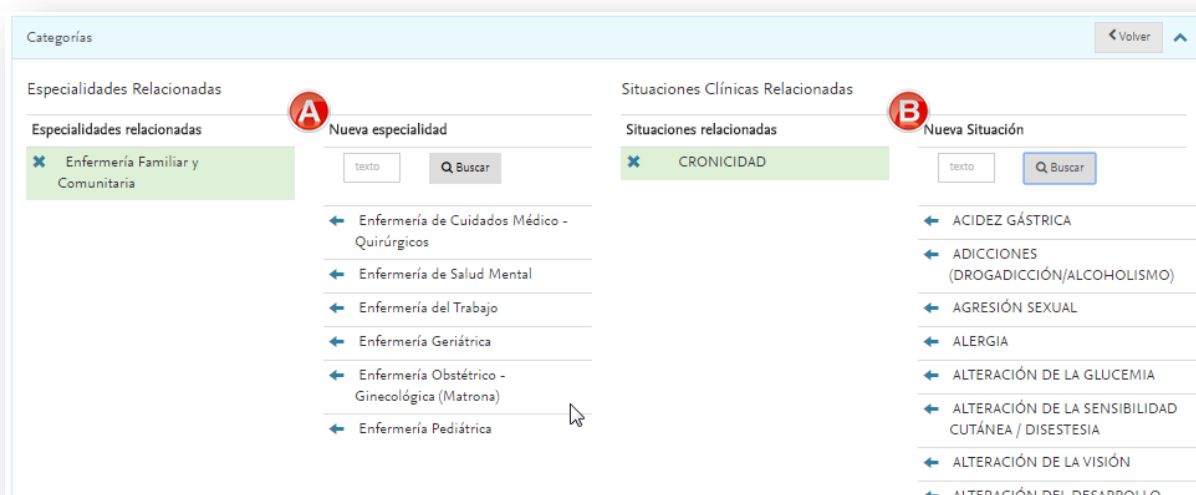 Categorías
Volver
Especialidades Relacionadas
A
Especialidades relacionadas
Nueva especialidad
Enfermería Familiar y
Comunitaria
texto
Buscar
Enfermería de Cuidados Médico -
Quirúrgicos
Enfermería de Salud Mental
Enfermería del Trabajo
Enfermería Geriátrica
Enfermería Obstétrico -
Ginecológica (Matrona)
Enfermería Pediátrica
Situaciones Clínicas Relacionadas
B
Situaciones relacionadas
Nueva Situación
CRONICIDAD
texto
Buscar
ACIDEZ GÁSTRICA
ADICCIONES
(DROGADICCIÓN/ALCOHOLISMO)
AGRESIÓN SEXUAL
ALERGIA
ALTERACIÓN DE LA GLUCEMIA
ALTERACIÓN DE LA SENSIBILIDAD
CUTÁNEA / DISESTESIA
ALTERACIÓN DE LA VISIÓN
ALTERACIÓN DEL DESARROLLO